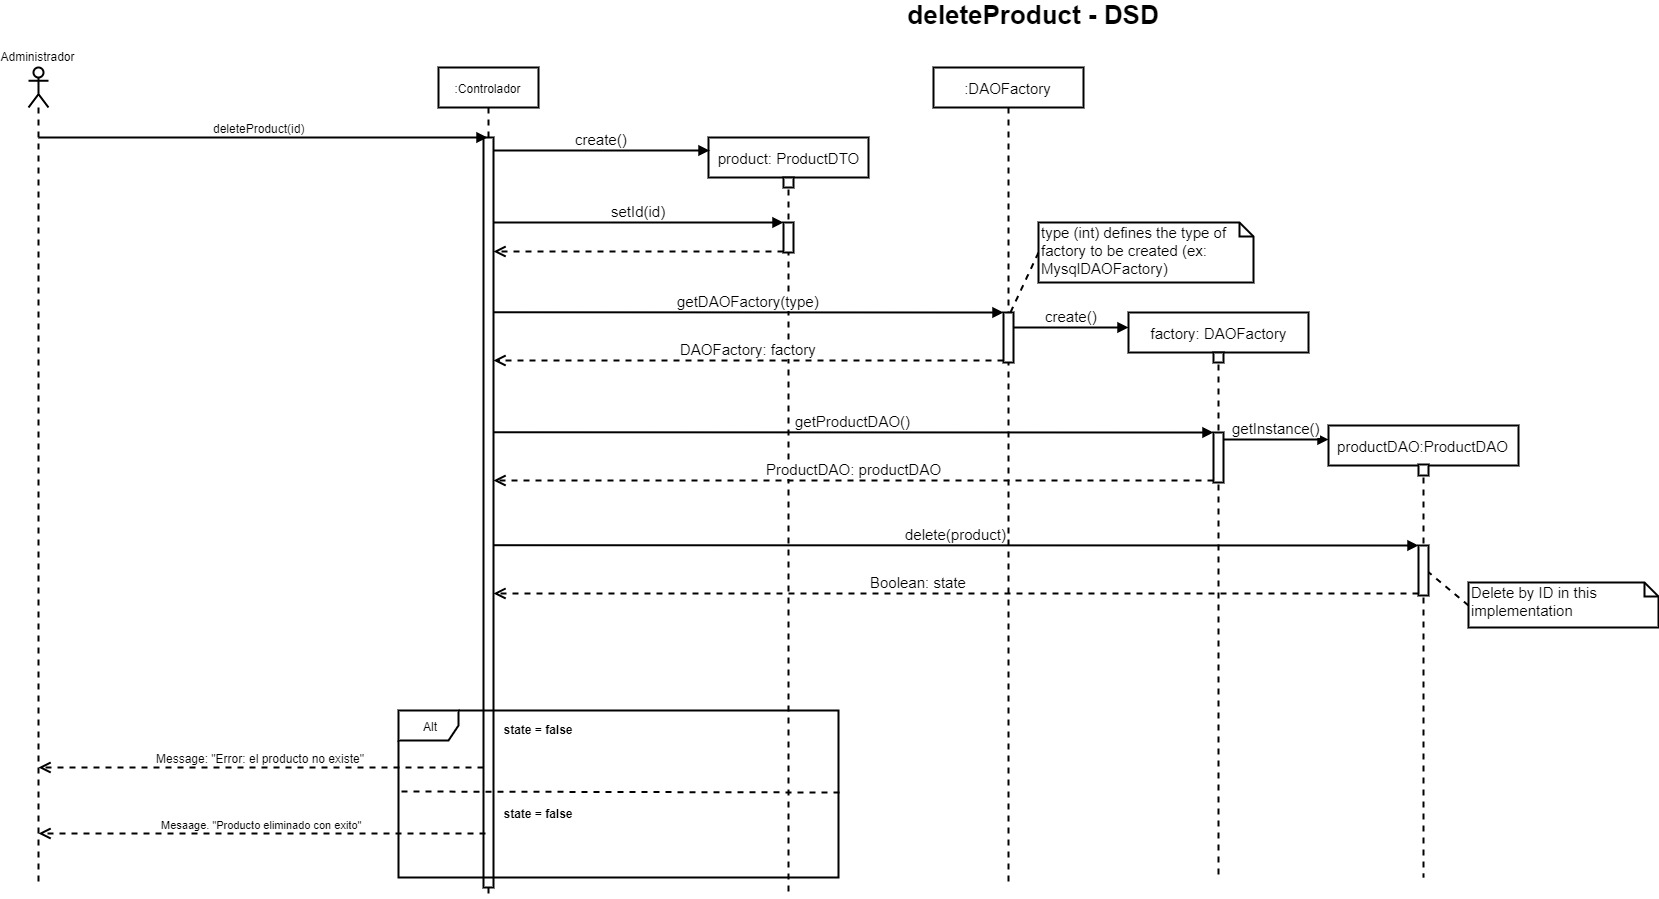 deleteProduct - DSD
Administrador
:Controlador
:DAOFactory
deleteProduct(id)
create()
product: ProductDTO
setId(id)
type (int) defines the type of
factory to be created (ex:
MysqlDAOFactory)
getDAOFactory(type)
create()
factory: DAOFactory
DAOFactory: factory
getProductDAO()
getInstance()
productDAO:ProductDAO
ProductDAO: productDAO
delete(product)
Boolean: state
Delete by ID in this
implementation
Alt
state = false
Message: "Error: el producto no existe"
state = false
Mesaage. "Producto eliminado con exito"